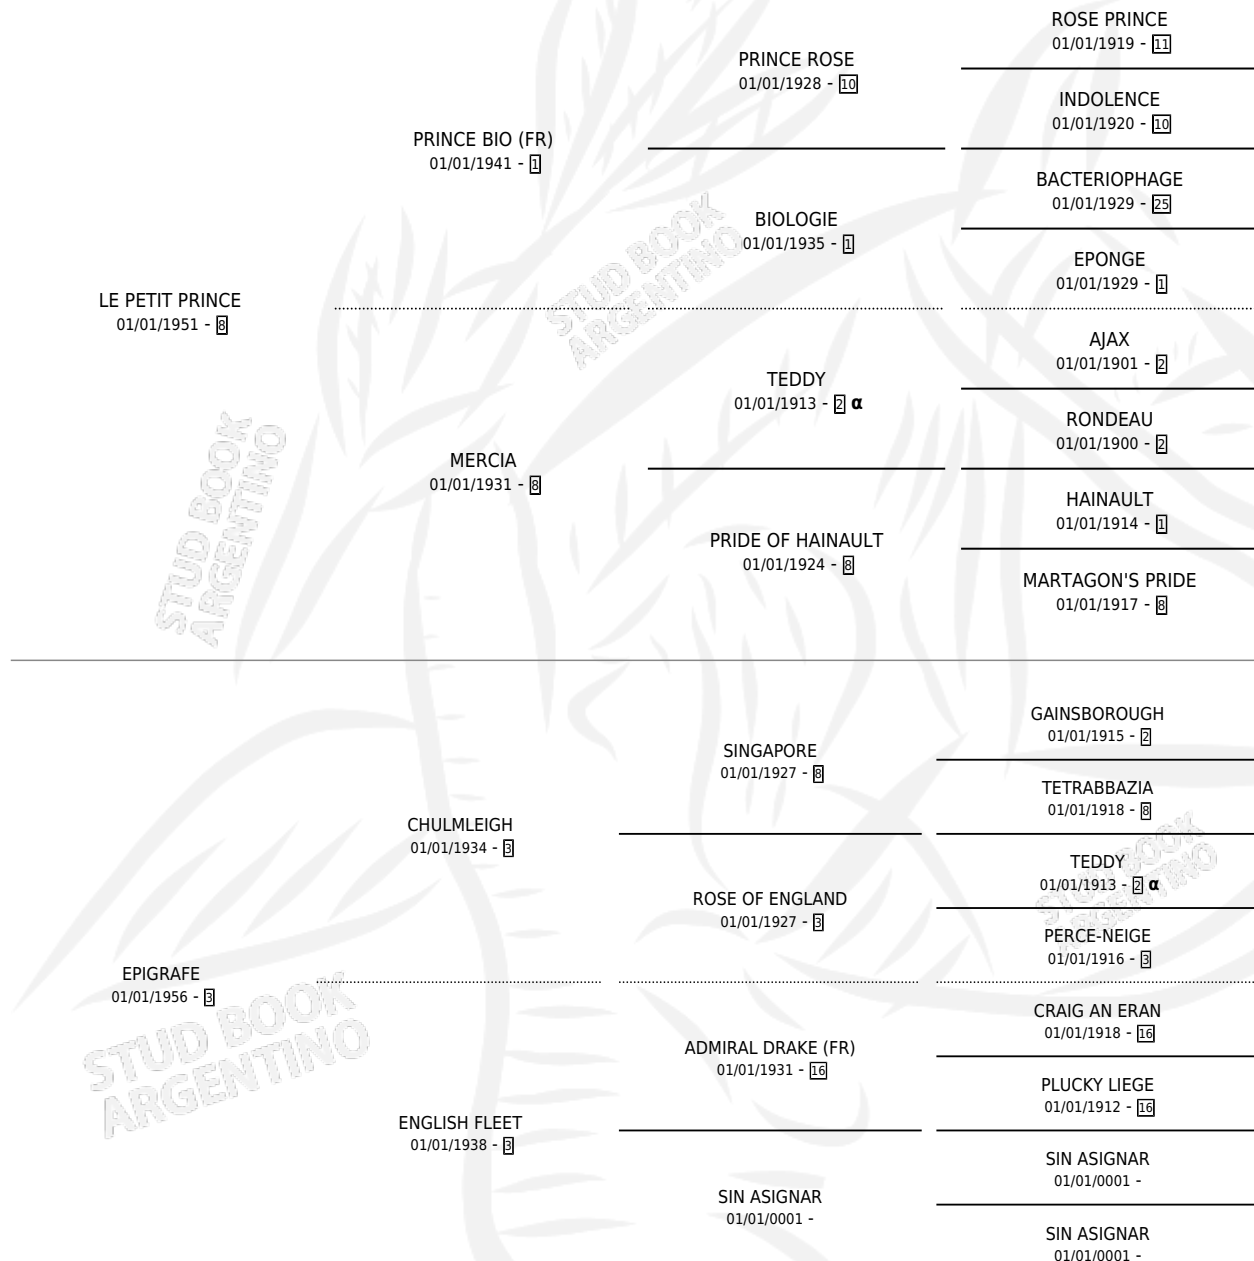 ROSE PRINCE
01/01/1919 - 11
PRINCE ROSE
01/01/1928 - 10
INDOLENCE
01/01/1920 - 10
PRINCE BIO (FR)
01/01/1941 - 1
BACTERIOPHAGE
01/01/1929 - 25
BIOLOGIE
01/01/1935 - 1
EPONGE
01/01/1929 - 1
LE PETIT PRINCE
01/01/1951 - 8
AJAX
01/01/1901 - 2
TEDDY
01/01/1913 - 2 α
RONDEAU
01/01/1900 - 2
MERCIA
01/01/1931 - 8
HAINAULT
01/01/1914 - 1
PRIDE OF HAINAULT
01/01/1924 - 8
MARTAGON'S PRIDE
01/01/1917 - 8
GAINSBOROUGH
01/01/1915 - 2
SINGAPORE
01/01/1927 - 8
TETRABBAZIA
01/01/1918 - 8
CHULMLEIGH
01/01/1934 - 3
TEDDY
01/01/1913 - 2 α
ROSE OF ENGLAND
01/01/1927 - 3
PERCE-NEIGE
01/01/1916 - 3
EPIGRAFE
01/01/1956 - 3
CRAIG AN ERAN
01/01/1918 - 16
ADMIRAL DRAKE (FR)
01/01/1931 - 16
PLUCKY LIEGE
01/01/1912 - 16
ENGLISH FLEET
01/01/1938 - 3
SIN ASIGNAR
01/01/0001 -
SIN ASIGNAR
01/01/0001 -
SIN ASIGNAR
01/01/0001 -
STUD BOOK
ARGENTINO
STUD BOOK
ARGENTINO
STUD BOOK
ARGENTINO
STUD BOOK
ARGENTINO